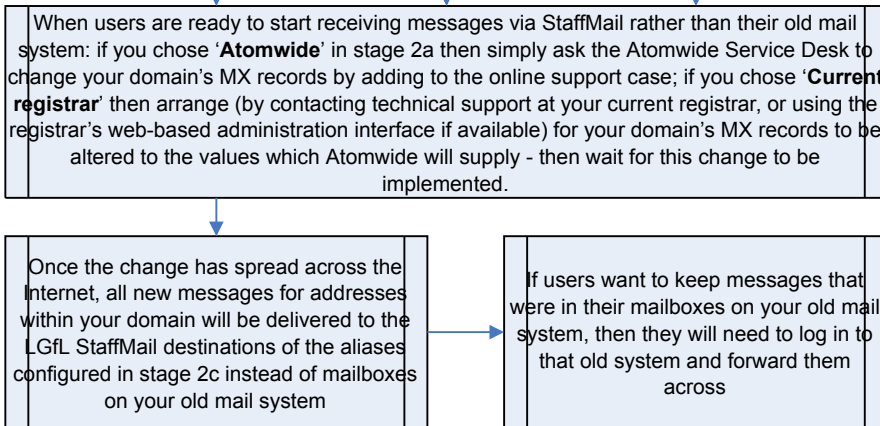 When users are ready to start receiving messages via StaffMail rather than their old mail
system: if you chose ‘Atomwide’ in stage 2a then simply ask the Atomwide Service Desk to
change your domain’s MX records by adding to the online support case; if you chose ‘Current
registrar’ then arrange (by contacting technical support at your current registrar, or using the
registrar’s web-based administration interface if available) for your domain’s MX records to be
altered to the values which Atomwide will supply - then wait for this change to be
implemented.
Once the change has spread across the
Internet, all new messages for addresses
within your domain will be delivered to the
LGfL StaffMail destinations of the aliases
configured in stage 2c instead of mailboxes
on your old mail system
If users want to keep messages that
were in their mailboxes on your old mail
system, then they will need to log in to
that old system and forward them
across